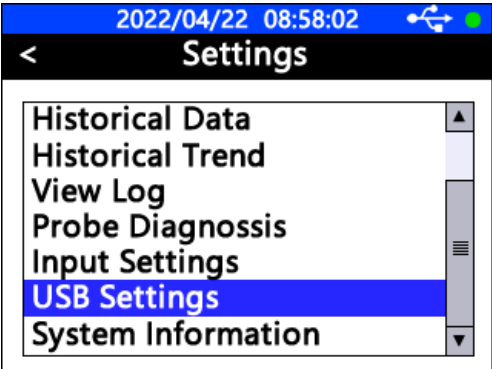 2022/04/22 08:58:02
< Settings
Historical Data
Historical Trend
View Log
Probe Diagnossis
Input Settings
USB Settings
System Information